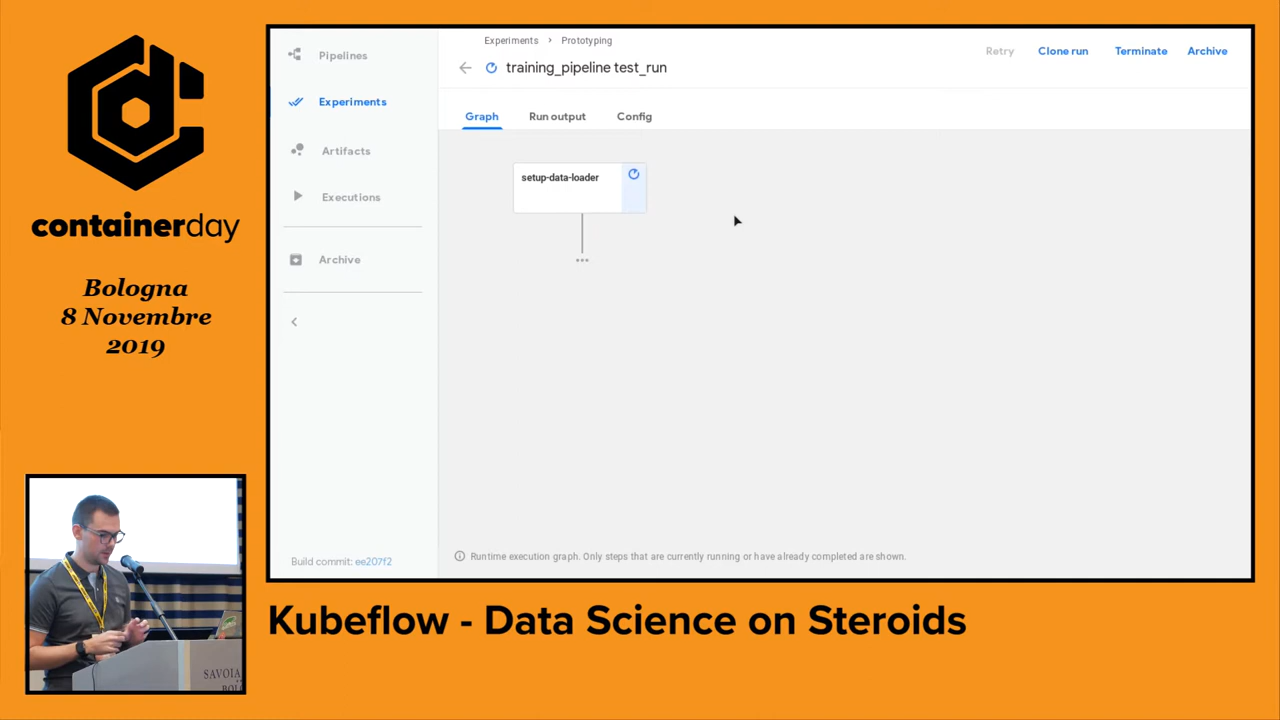 containerday
Bologna
8 Novembre
2019
Pipelines
Experiments
Artifacts
Executions
Archive
Build commit: ee207f2
Experiments > Prototyping
training_pipeline test_run
Retry Clone run Terminate Archive
Graph Run output Config
setup-data-loader
...
Runtime execution graph. Only steps that are currently running or have already completed are shown.
SAVOIA
Kubeflow - Data Science on Steroids